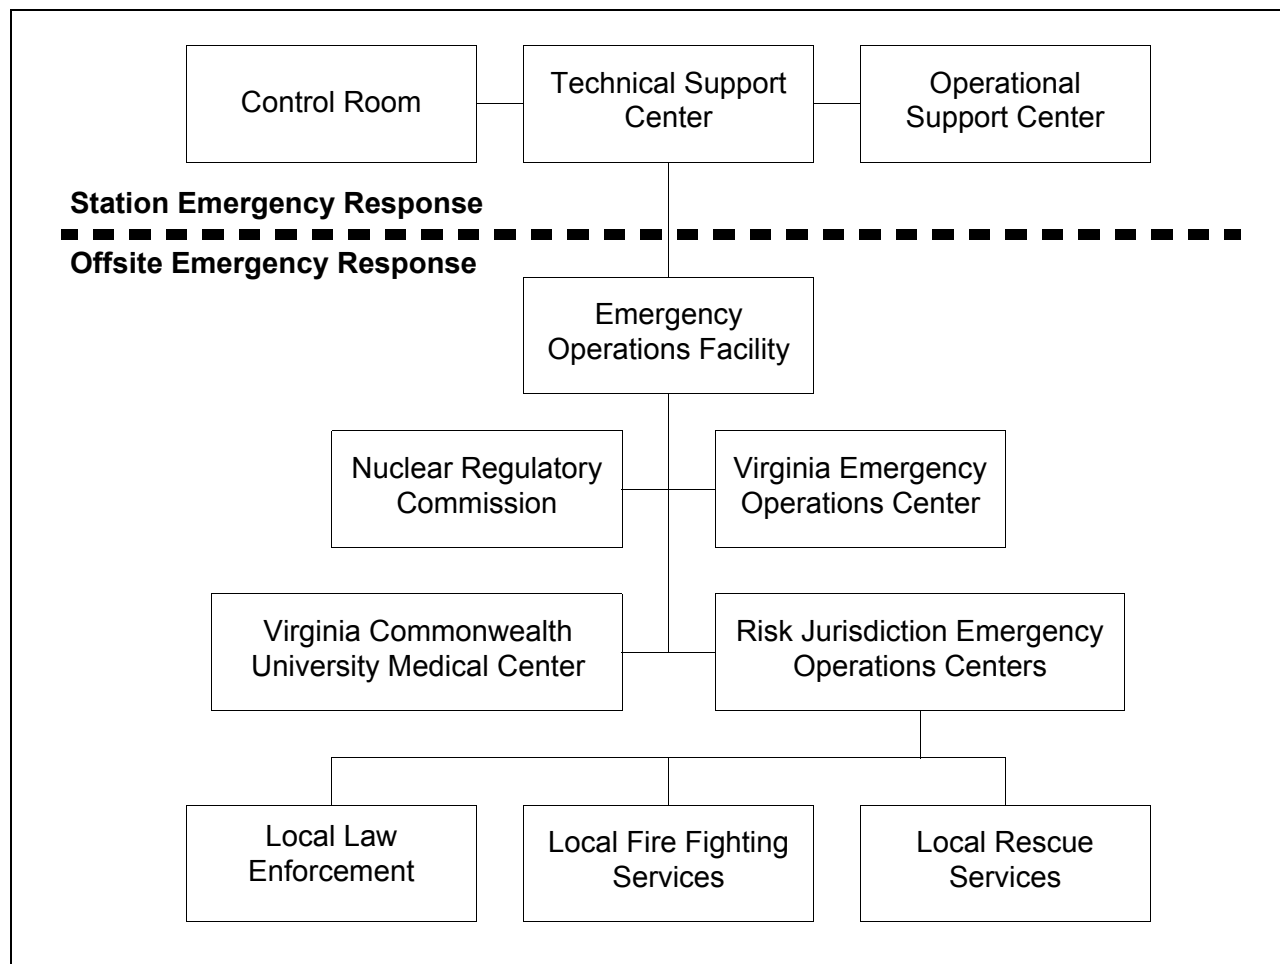 Control Room
Technical Support
Center
Operational
Support Center
Station Emergency Response
Offsite Emergency Response
Emergency
Operations Facility
Nuclear Regulatory
Commission
Virginia Emergency
Operations Center
Virginia Commonwealth
University Medical Center
Risk Jurisdiction Emergency
Operations Centers
Local Law
Enforcement
Local Fire Fighting
Services
Local Rescue
Services